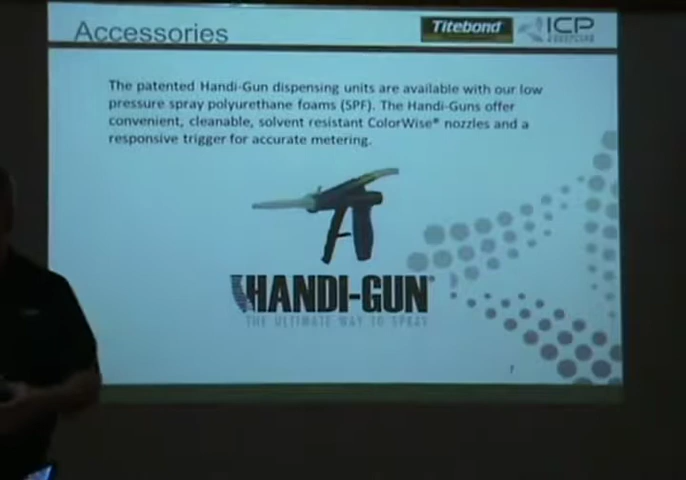 Accessories
Titebond
ICP
The patented Handi-Gun dispensing units are available with our low
pressure spray polyurethane foams (SPF). The Handi-Guns offer
convenient, cleanable, solvent resistant ColorWise® nozzles and a
responsive trigger for accurate metering.
HANDI-GUN®
THE ULTIMATE WAY TO SPRAY
7